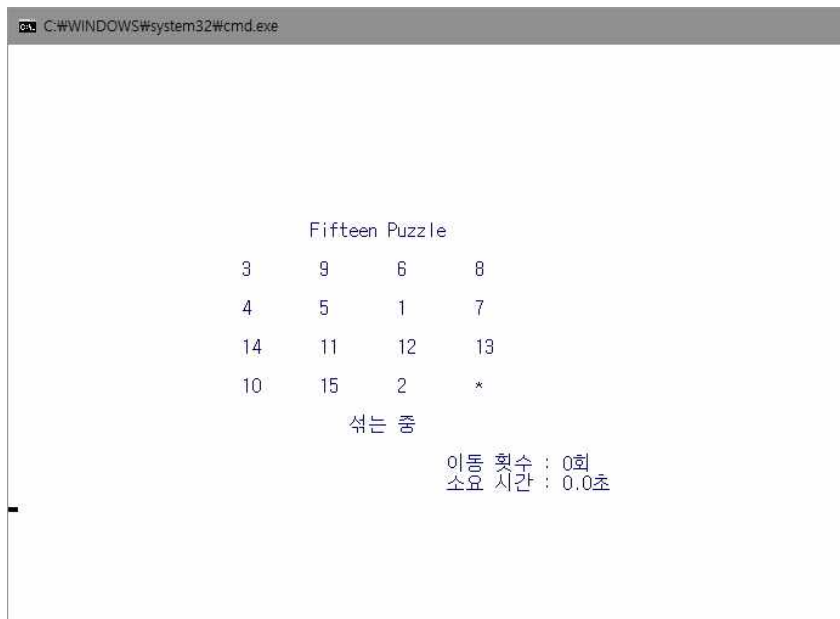 C:₩WINDOWS₩system32₩cmd.exe
Fifteen Puzzle
3 9 6 8
4 5 1 7
14 11 12 13
10 15 2 *
섞는 중
이동 횟수 : 0회
소요 시간 : 0.0초